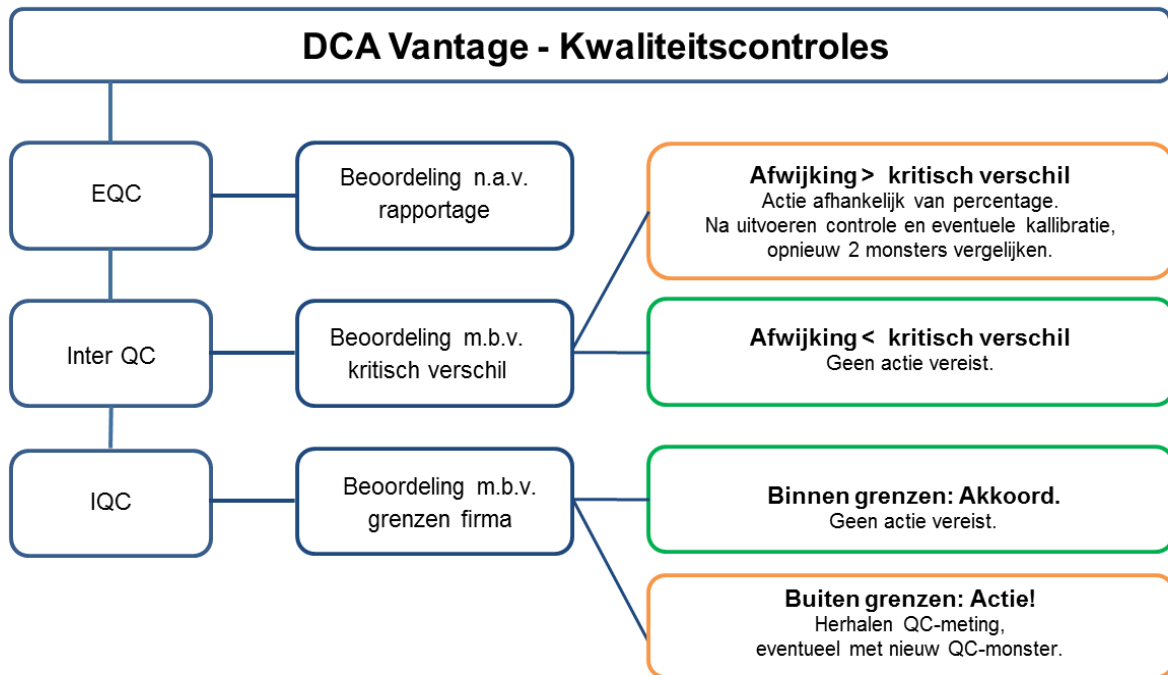 DCA Vantage - Kwaliteitscontroles
EQC
Beoordeling n.a.v.
rapportage
Afwijking > kritisch verschil
Actie afhankelijk van percentage.
Na uitvoeren controle en eventuele kallibratie,
opnieuw 2 monsters vergelijken.
Inter QC
Beoordeling m.b.v.
kritisch verschil
Afwijking < kritisch verschil
Geen actie vereist.
IQC
Beoordeling m.b.v.
grenzen firma
Binnen grenzen: Akkoord.
Geen actie vereist.
Buiten grenzen: Actie!
Herhalen QC-meting,
eventueel met nieuw QC-monster.